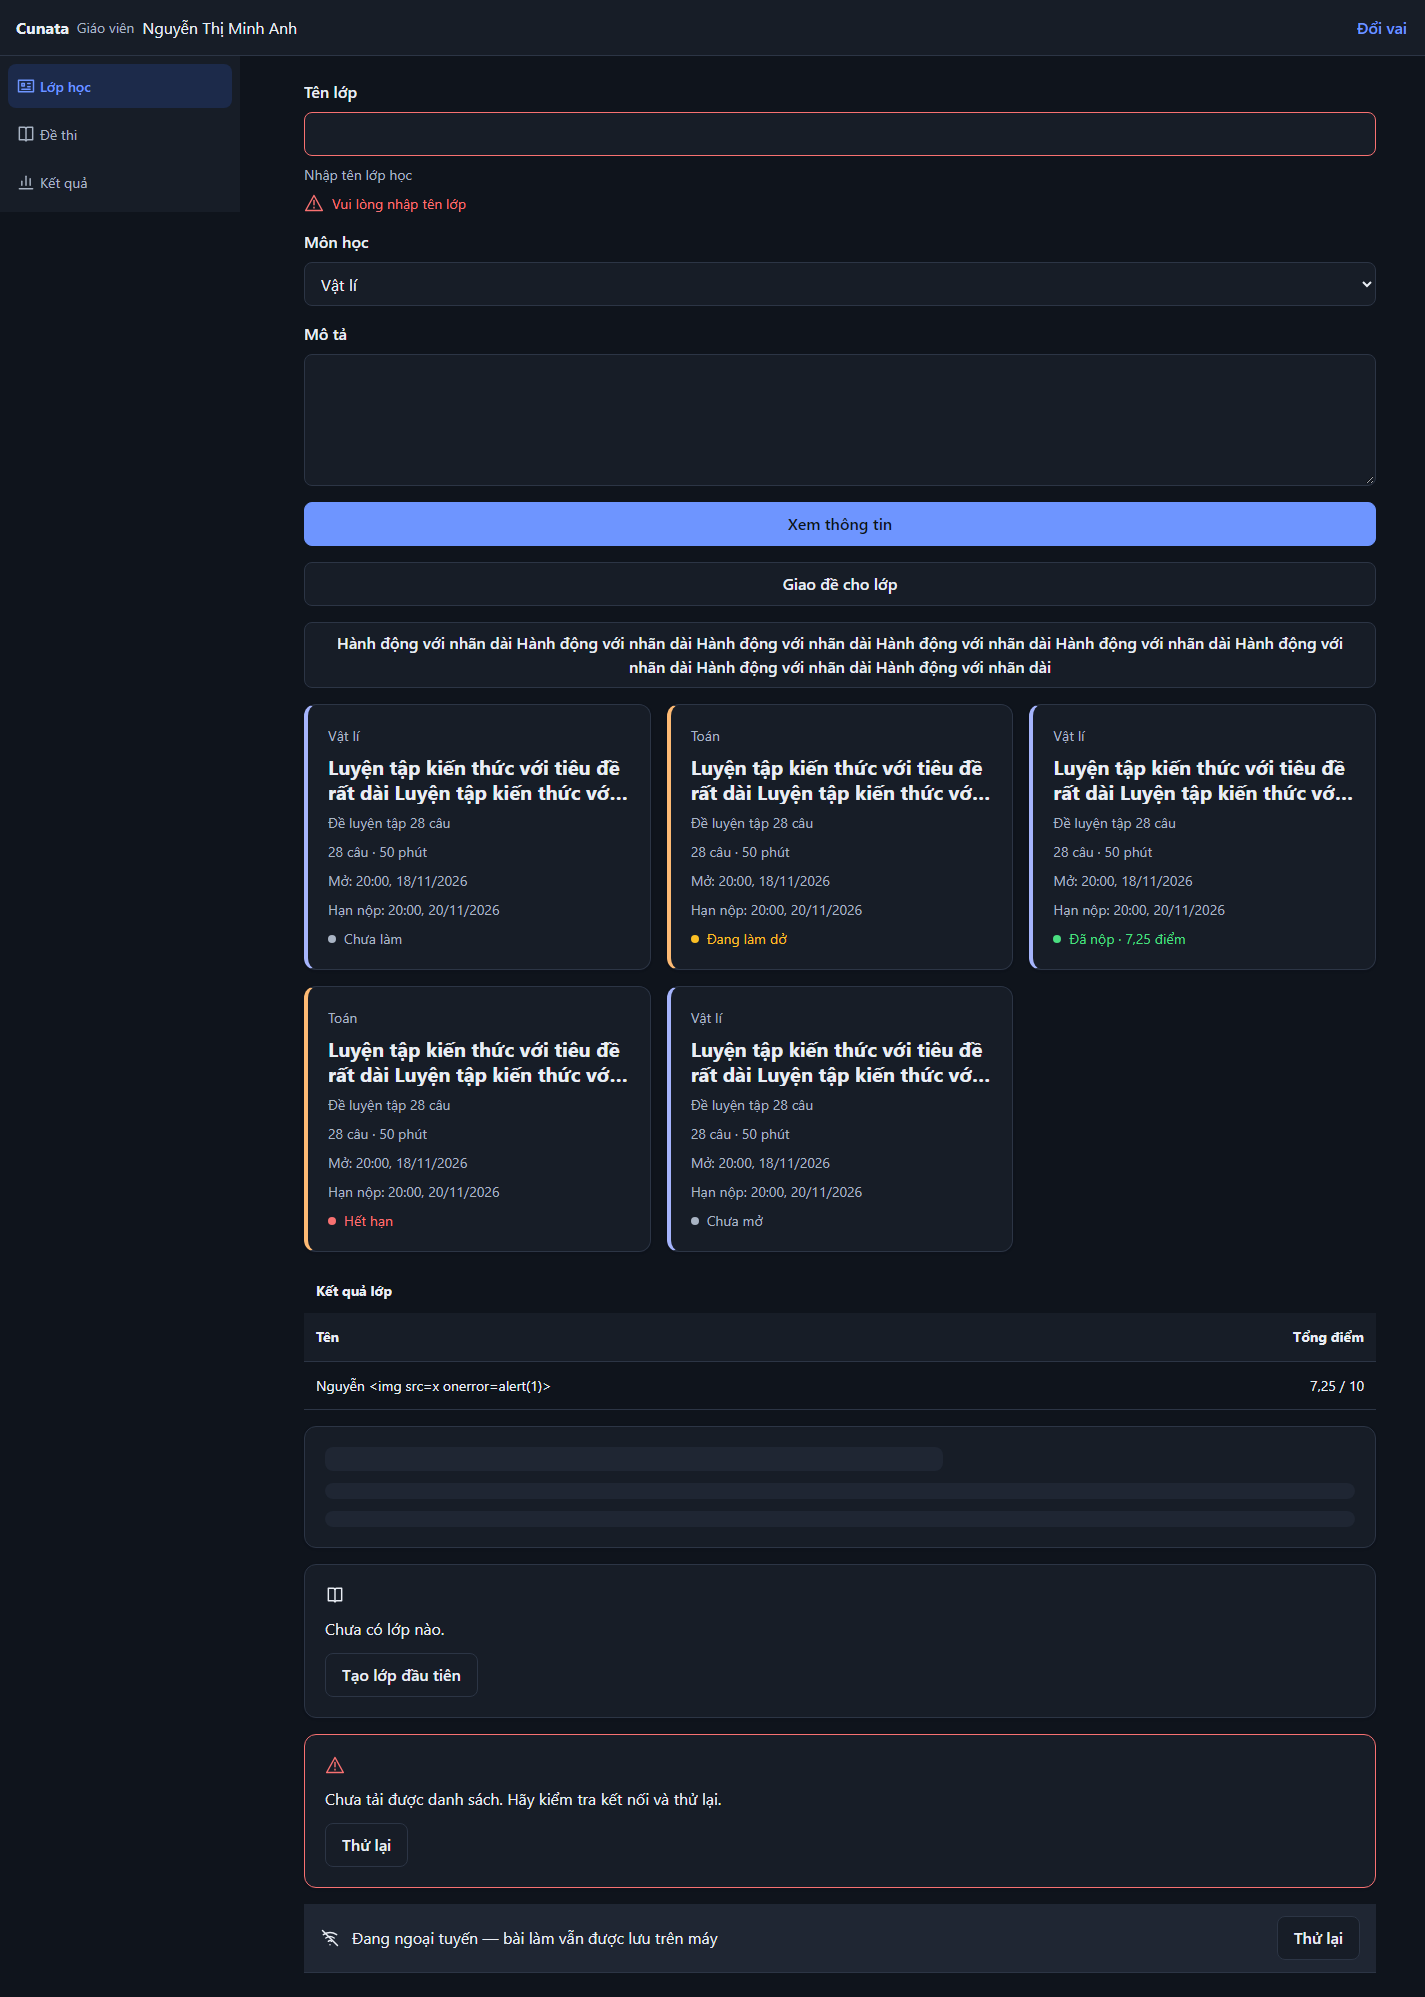 Cunata Giáo viên Nguyễn Thị Minh Anh
Đổi vai
Lớp học
Đề thi
Kết quả
Tên lớp
Nhập tên lớp học
Vui lòng nhập tên lớp
Môn học
Vật lí
Mô tả
Xem thông tin
Giao đề cho lớp
Hành động với nhãn dài Hành động với nhãn dài Hành động với nhãn dài Hành động với nhãn dài Hành động với nhãn dài Hành động với
nhãn dài Hành động với nhãn dài Hành động với nhãn dài
Vật lí
Luyện tập kiến thức với tiêu đề
rất dài Luyện tập kiến thức vớ...
Đề luyện tập 28 câu
28 câu · 50 phút
Mở: 20:00, 18/11/2026
Hạn nộp: 20:00, 20/11/2026
Chưa làm
Toán
Luyện tập kiến thức với tiêu đề
rất dài Luyện tập kiến thức vớ...
Đề luyện tập 28 câu
28 câu · 50 phút
Mở: 20:00, 18/11/2026
Hạn nộp: 20:00, 20/11/2026
Đang làm dở
Vật lí
Luyện tập kiến thức với tiêu đề
rất dài Luyện tập kiến thức vớ...
Đề luyện tập 28 câu
28 câu · 50 phút
Mở: 20:00, 18/11/2026
Hạn nộp: 20:00, 20/11/2026
Đã nộp · 7,25 điểm
Toán
Luyện tập kiến thức với tiêu đề
rất dài Luyện tập kiến thức vớ...
Đề luyện tập 28 câu
28 câu · 50 phút
Mở: 20:00, 18/11/2026
Hạn nộp: 20:00, 20/11/2026
Hết hạn
Vật lí
Luyện tập kiến thức với tiêu đề
rất dài Luyện tập kiến thức vớ...
Đề luyện tập 28 câu
28 câu · 50 phút
Mở: 20:00, 18/11/2026
Hạn nộp: 20:00, 20/11/2026
Chưa mở
Kết quả lớp
Tên
Tổng điểm
Nguyễn <img src=x onerror=alert(1)>
7,25 / 10
Chưa có lớp nào.
Tạo lớp đầu tiên
Chưa tải được danh sách. Hãy kiểm tra kết nối và thử lại.
Thử lại
Đang ngoại tuyến — bài làm vẫn được lưu trên máy
Thử lại